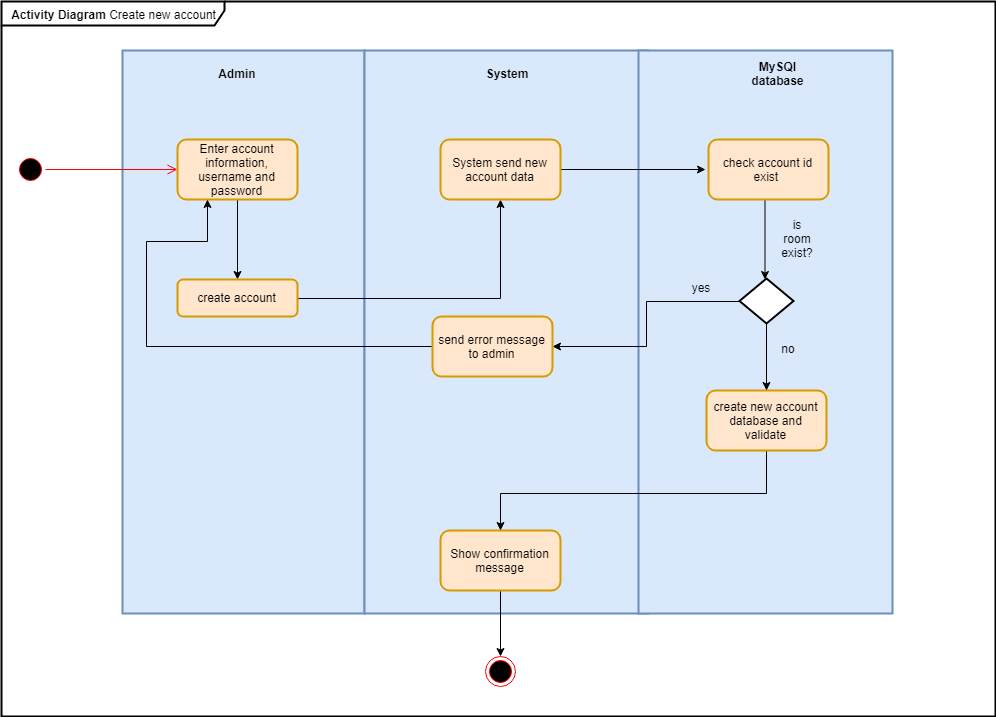 Activity Diagram Create new account
Admin
System
MySQl
database
Enter account
information,
username and
password
System send new
account data
check account id
exist
is
room
exist?
create account
yes
send error message
to admin
no
create new account
database and
validate
Show confirmation
message